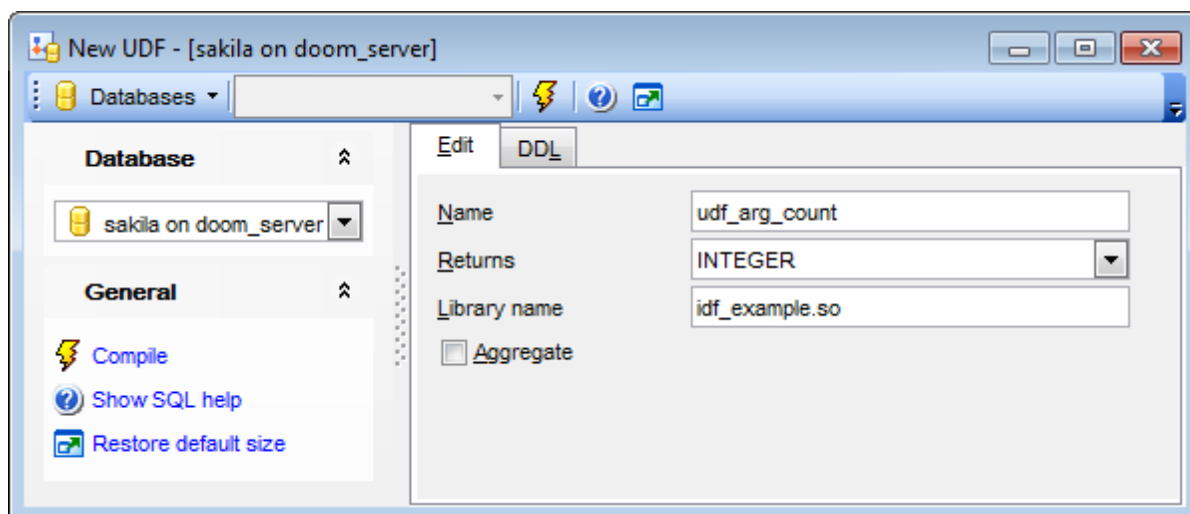 New UDF - [sakila on doom_server]
Databases
Database
sakila on doom_server
General
Compile
Show SQL help
Restore default size
Edit DDL
Name udf_arg_count
Returns INTEGER
Library name idf_example.so
Aggregate